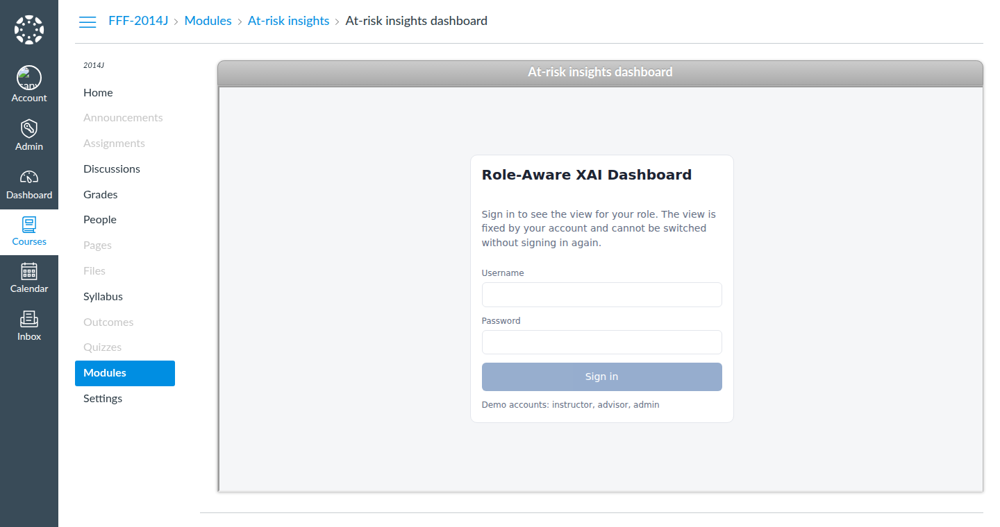 FFF-2014J › Modules › At-risk insights › At-risk insights dashboard
Account
Admin
Dashboard
Courses
Calendar
Inbox
2014J
Home
Announcements
Assignments
Discussions
Grades
People
Pages
Files
Syllabus
Outcomes
Quizzes
Modules
Settings
At-risk insights dashboard
Role-Aware XAI Dashboard
Sign in to see the view for your role. The view is
fixed by your account and cannot be switched
without signing in again.
Username
Password
Sign in
Demo accounts: instructor, advisor, admin